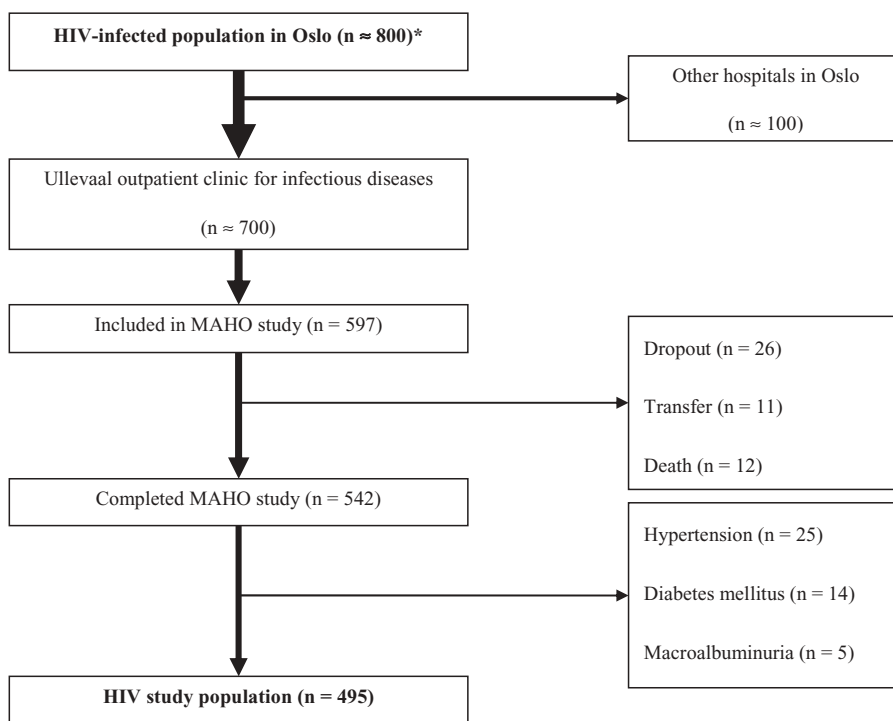 HIV-infected population in Oslo (n ≈ 800)*
Other hospitals in Oslo
(n ≈ 100)
Ullevaal outpatient clinic for infectious diseases
(n ≈ 700)
Included in MAHO study (n = 597)
Dropout (n = 26)
Transfer (n = 11)
Death (n = 12)
Completed MAHO study (n = 542)
Hypertension (n = 25)
Diabetes mellitus (n = 14)
Macroalbuminuria (n = 5)
HIV study population (n = 495)